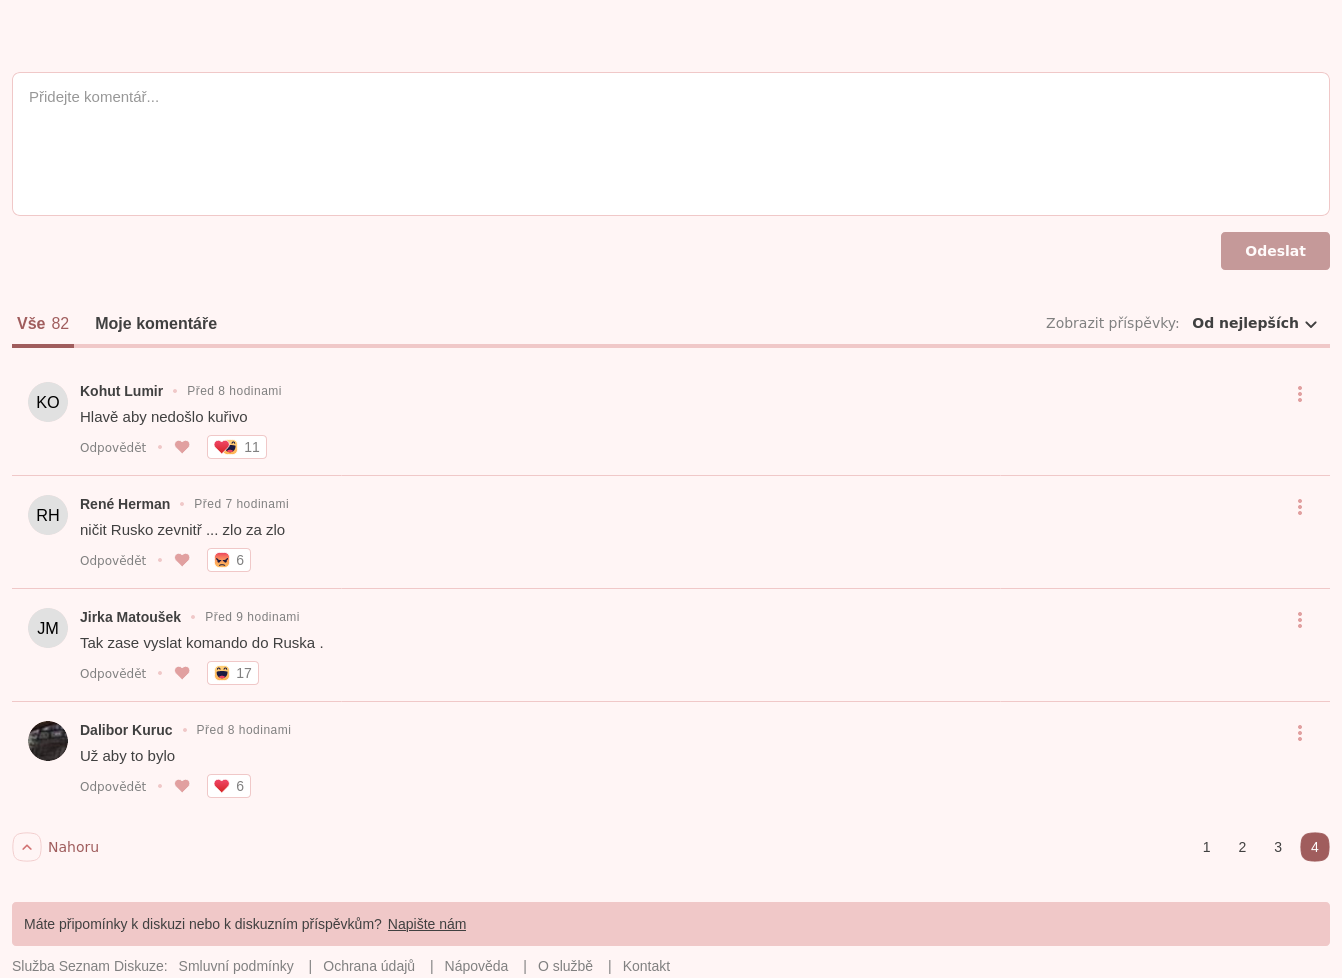 Přidejte komentář...
Odeslat
Vše 82 Moje komentáře Zobrazit příspěvky: Od nejlepších
KO Kohut Lumir • Před 8 hodinami
Hlavě aby nedošlo kuřivo
Odpovědět • 11
RH René Herman • Před 7 hodinami
ničit Rusko zevnitř ... zlo za zlo
Odpovědět • 6
JM Jirka Matoušek • Před 9 hodinami
Tak zase vyslat komando do Ruska .
Odpovědět • 17
Dalibor Kuruc • Před 8 hodinami
Už aby to bylo
Odpovědět • 6
Nahoru 1 2 3 4
Máte připomínky k diskuzi nebo k diskuzním příspěvkům? Napište nám
Služba Seznam Diskuze: Smluvní podmínky | Ochrana údajů | Nápověda | O službě | Kontakt